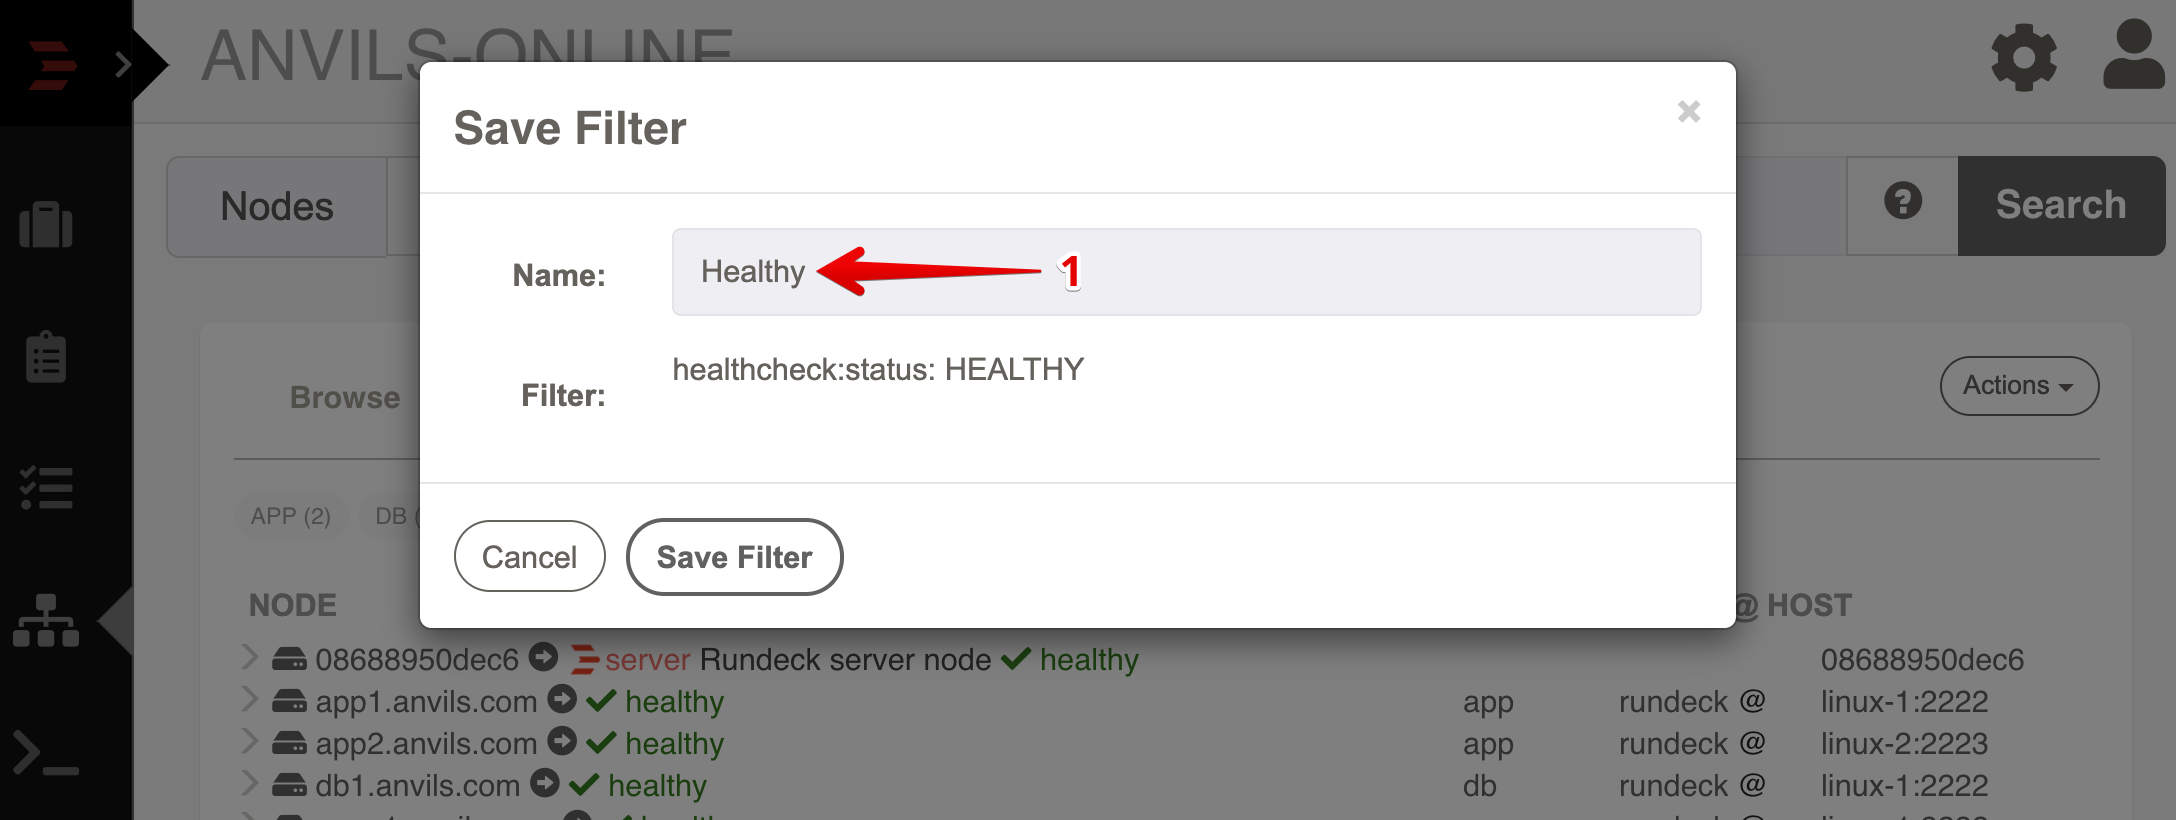 ANVILS-ONLINE
Save Filter
×
Nodes
?
Search
Name:
Healthy
1
Filter:
healthcheck:status: HEALTHY
Browse
Actions
APP (2)
DB (
Cancel
Save Filter
NODE
@ HOST
08688950dec6 server Rundeck server node healthy 08688950dec6
app1.anvils.com healthy app rundeck @ linux-1:2222
app2.anvils.com healthy app rundeck @ linux-2:2223
db1.anvils.com healthy db rundeck @ linux-1:2222